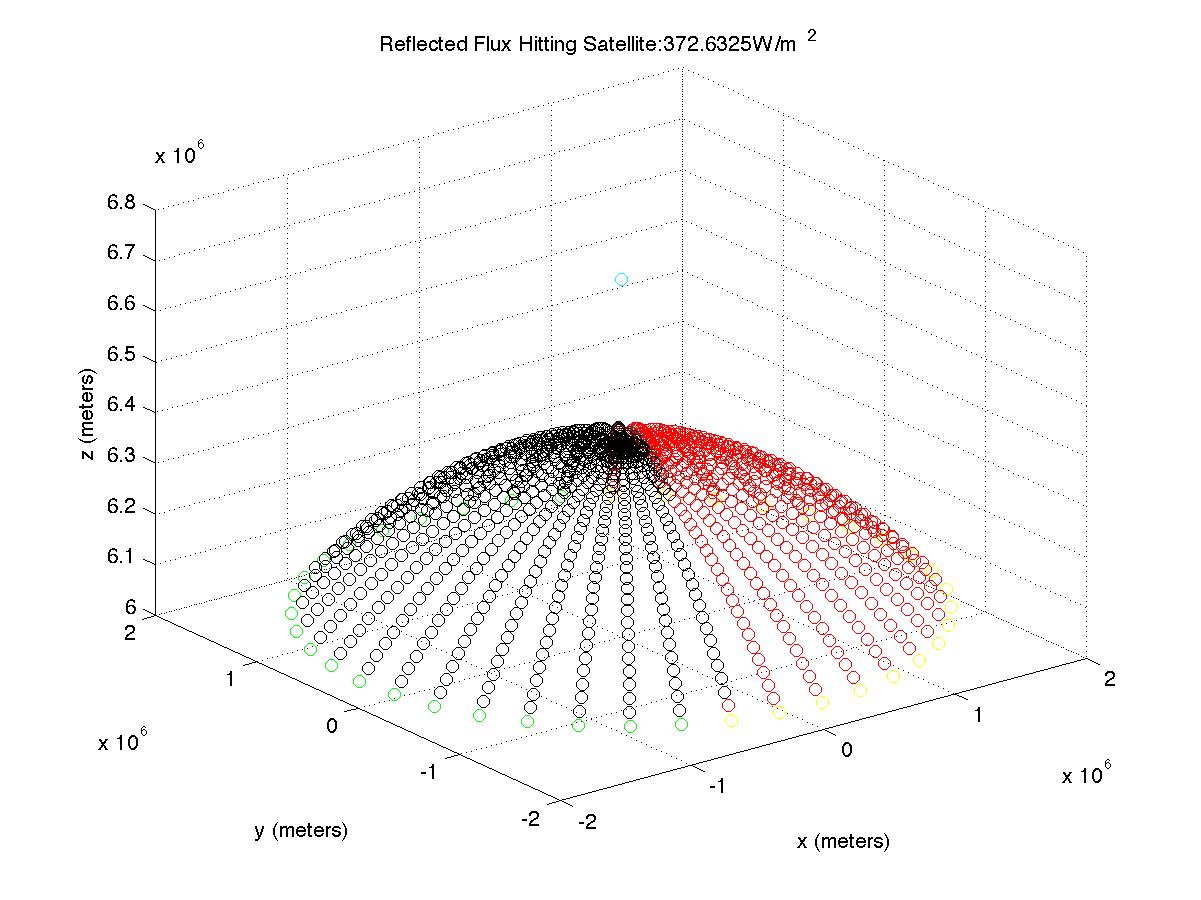 Reflected Flux Hitting Satellite:372.6325W/m 2
x 10^6
6.8
6.7
6.6
6.5
6.4
6.3
6.2
6.1
6
z (meters)
2
1
0
-1
-2
x 10^6
y (meters)
-2
-1
0
1
2
x 10^6
x (meters)